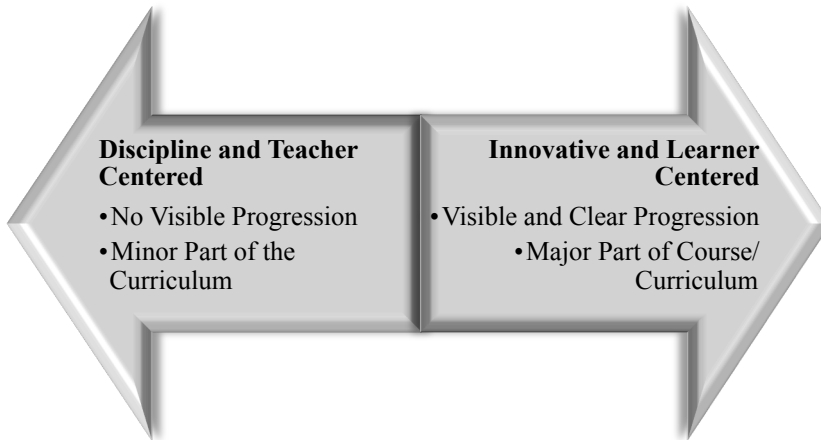 Discipline and Teacher
Centered
•No Visible Progression
•Minor Part of the
Curriculum
Innovative and Learner
Centered
•Visible and Clear Progression
•Major Part of Course/
Curriculum